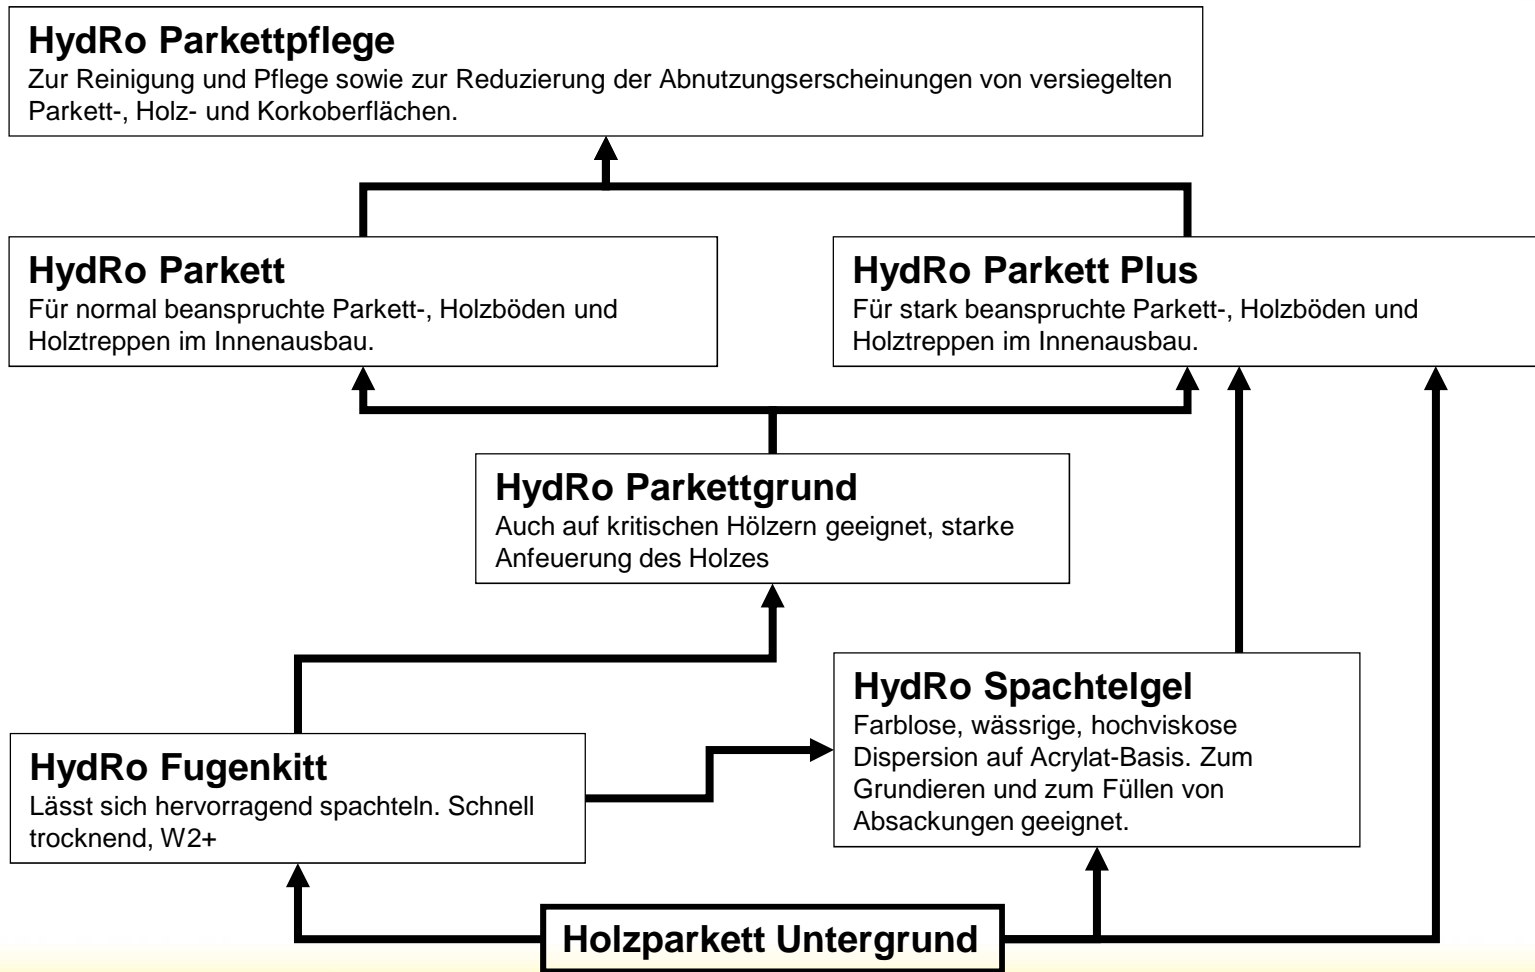 HydRo Parkettpflege
Zur Reinigung und Pflege sowie zur Reduzierung der Abnutzungserscheinungen von versiegelten
Parkett-, Holz- und Korkoberflächen.
HydRo Parkett
Für normal beanspruchte Parkett-, Holzböden und
Holztreppen im Innenausbau.
HydRo Parkett Plus
Für stark beanspruchte Parkett-, Holzböden und
Holztreppen im Innenausbau.
HydRo Parkettgrund
Auch auf kritischen Hölzern geeignet, starke
Anfeuerung des Holzes
HydRo Spachtelgel
Farblose, wässrige, hochviskose
Dispersion auf Acrylat-Basis. Zum
Grundieren und zum Füllen von
Absackungen geeignet.
HydRo Fugenkitt
Lässt sich hervorragend spachteln. Schnell
trocknend, W2+
Holzparkett Untergrund